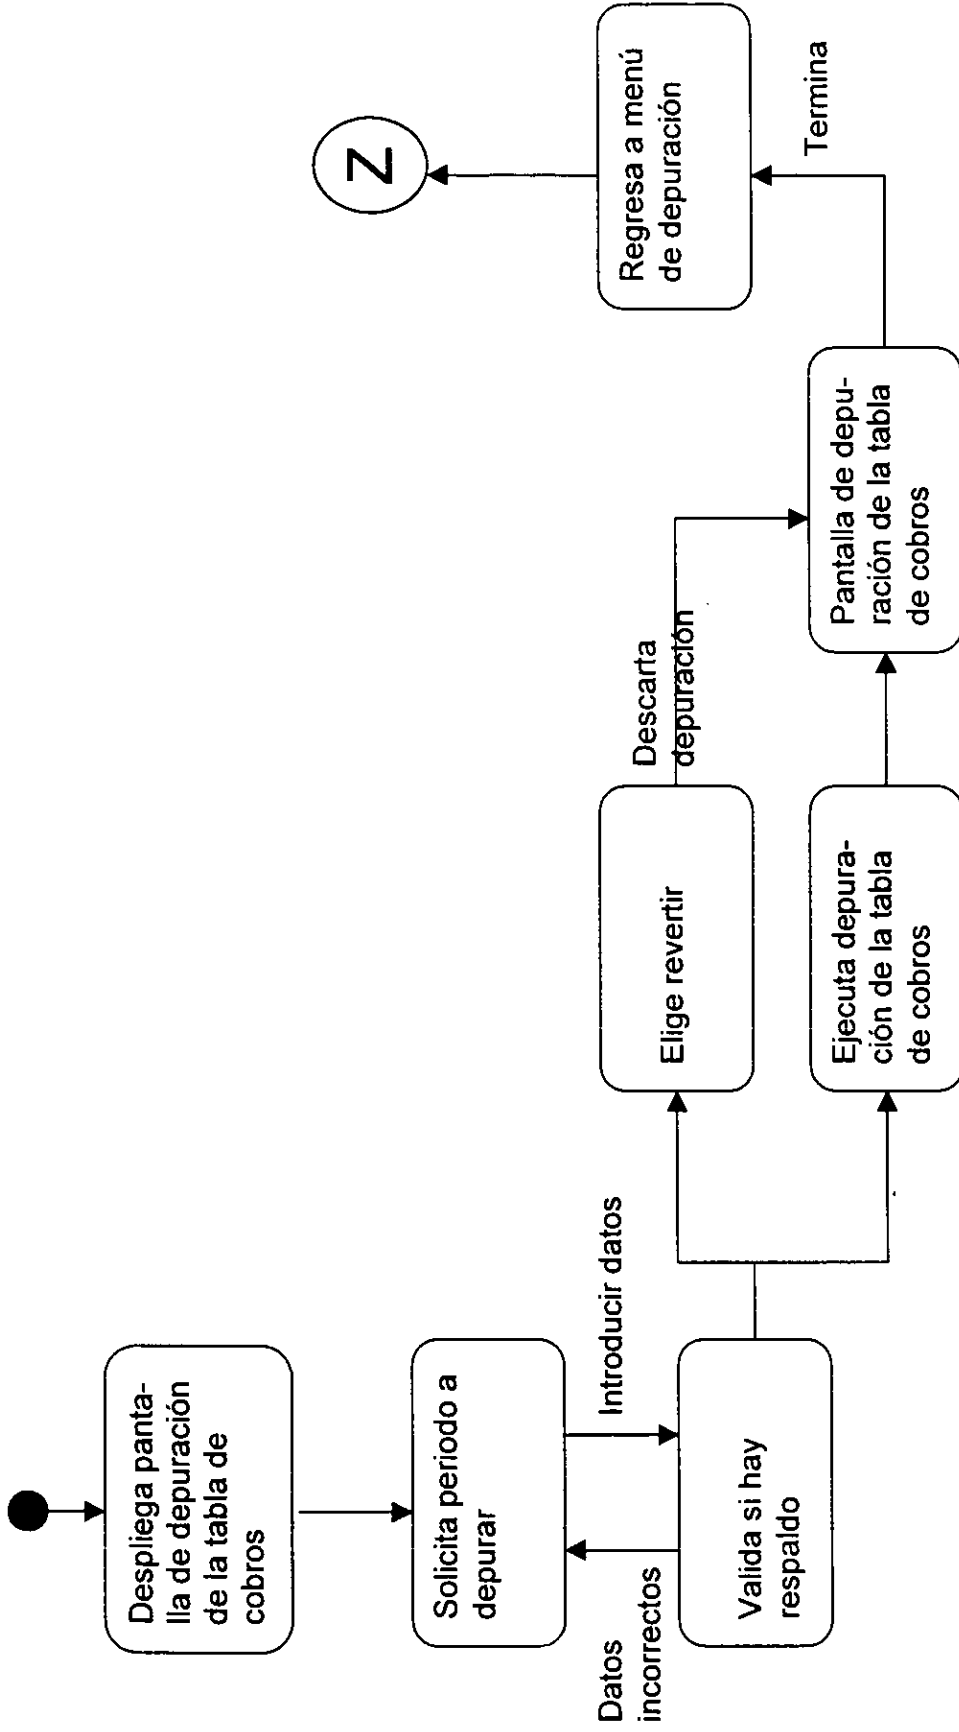 Despliega panta-
lla de depuración
de la tabla de
cobros
Solicita periodo a
depurar
Introducir datos
Datos
incorrectos
Valida si hay
respaldo
Elige revertir
Descarta
depuración
Ejecuta depura-
ción de la tabla
de cobros
Pantalla de depu-
ración de la tabla
de cobros
Termina
Regresa a menú
de depuración
Z